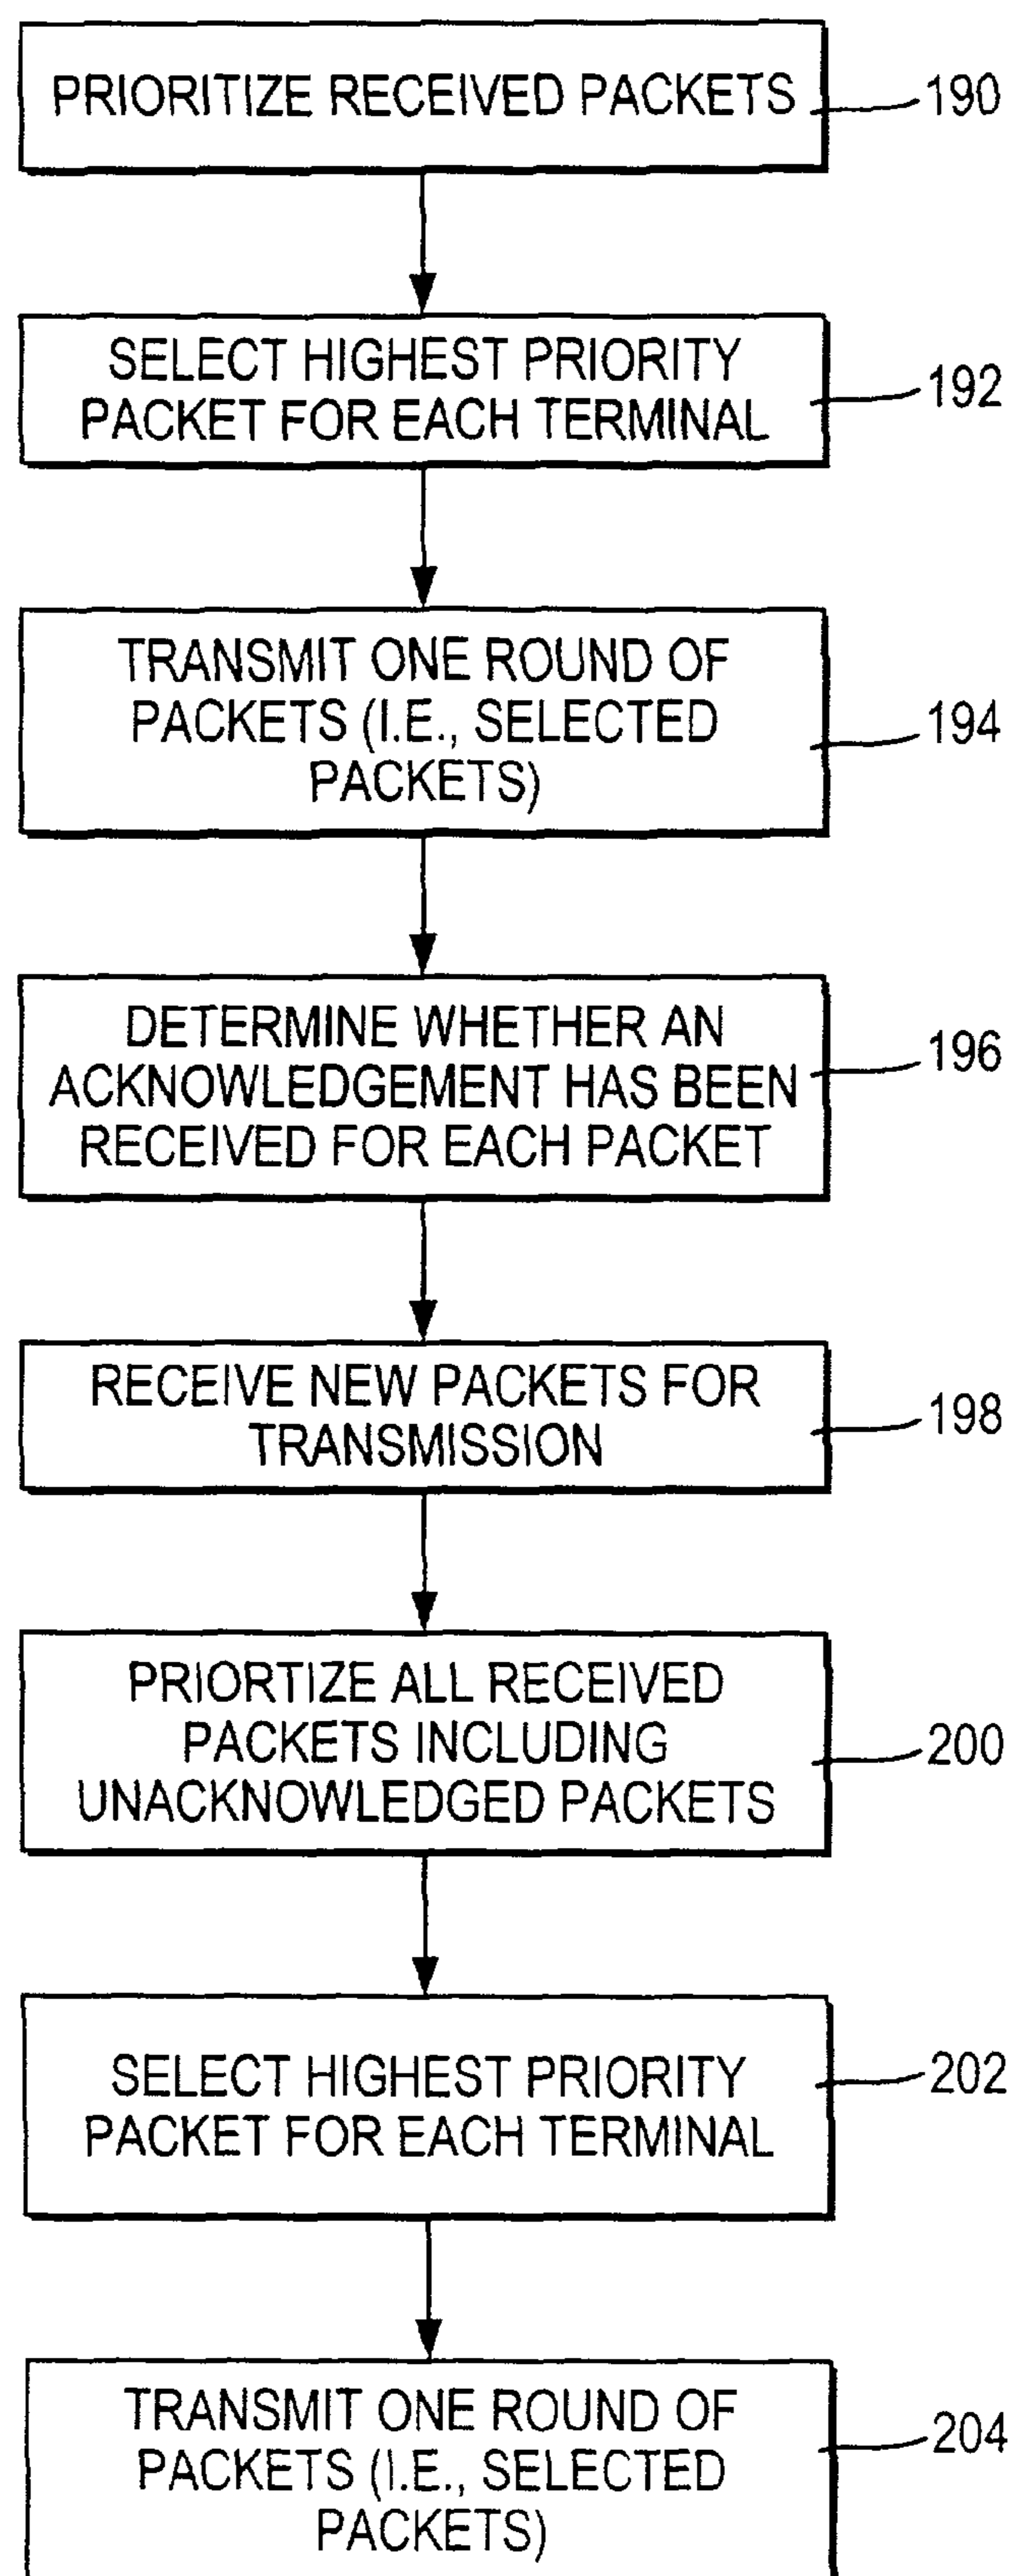 PRIORITIZE RECEIVED PACKETS
190
SELECT HIGHEST PRIORITY
PACKET FOR EACH TERMINAL
192
TRANSMIT ONE ROUND OF
PACKETS (I.E., SELECTED
PACKETS)
194
DETERMINE WHETHER AN
ACKNOWLEDGEMENT HAS BEEN
RECEIVED FOR EACH PACKET
196
RECEIVE NEW PACKETS FOR
TRANSMISSION
198
PRIORTIZE ALL RECEIVED
PACKETS INCLUDING
UNACKNOWLEDGED PACKETS
200
SELECT HIGHEST PRIORITY
PACKET FOR EACH TERMINAL
202
TRANSMIT ONE ROUND OF
PACKETS (I.E., SELECTED
PACKETS)
204